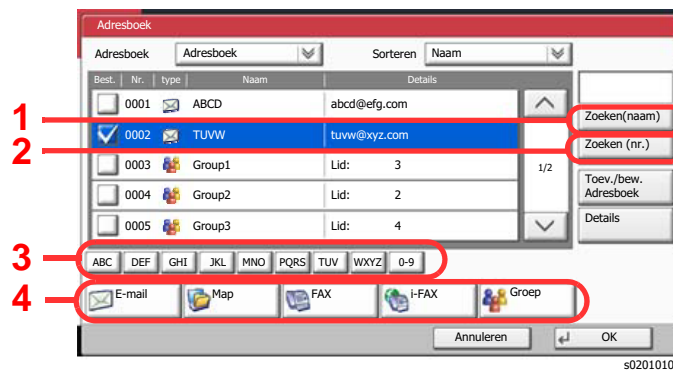 Adresboek
Adresboek Adresboek Sorteren Naam
Best. Nr. type Naam Details
0001 ABCD abcd@efg.com
1 Zoeken(naam)
0002 TUVW tuvw@xyz.com
2 Zoeken (nr.)
0003 Group1 Lid: 3 1/2
Toev./bew.
Adresboek
0004 Group2 Lid: 2
0005 Group3 Lid: 4 Details
3 ABC DEF GHI JKL MNO PQRS TUV WXYZ 0-9
4 E-mail Map FAX i-FAX Groep
Annuleren OK
s0201010